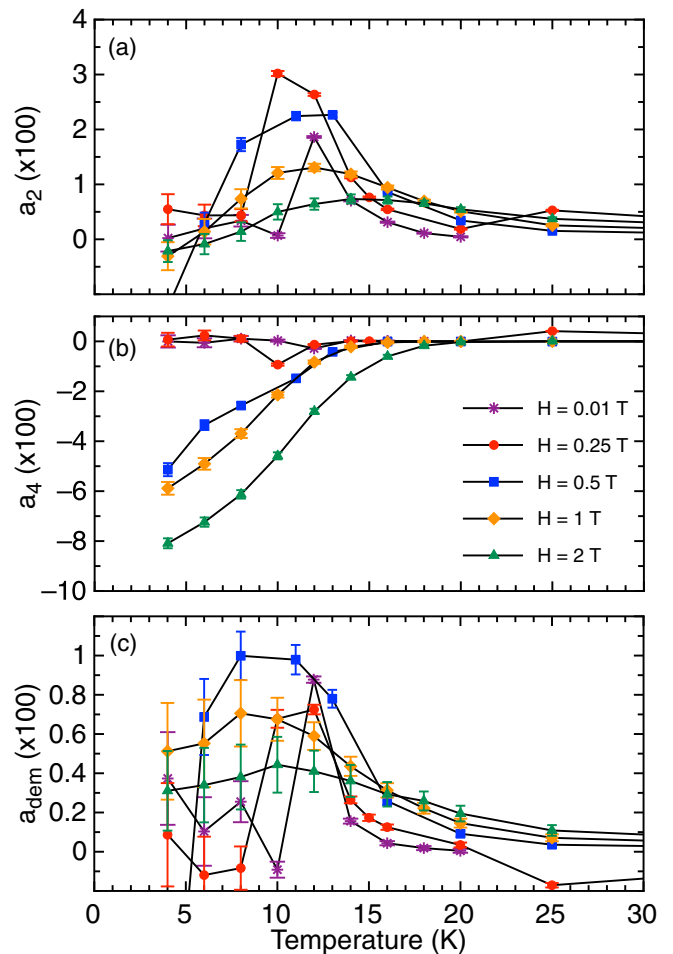 (a)
4
3
2
1
0
a2 (x100)
(b)
0
−2
−4
−6
−8
−10
a4 (x100)
H = 0.01 T
H = 0.25 T
H = 0.5 T
H = 1 T
H = 2 T
(c)
1
0.8
0.6
0.4
0.2
0
adem (x100)
0 5 10 15 20 25 30
Temperature (K)